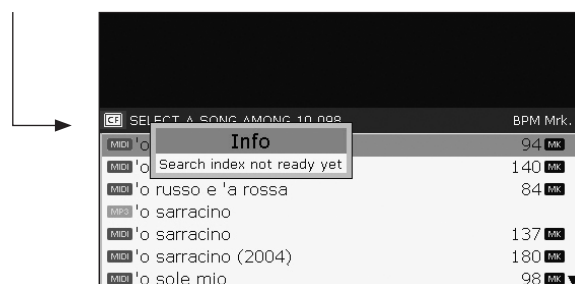 CF SELECT A SONG AMONG 10.098 BPM Mrk.
Info
Search index not ready yet
MIDI 'o 94 MK
MIDI 'o 140 MK
MIDI 'o russo e 'a rossa 84 MK
MP3 'o sarracino
MIDI 'o sarracino 137 MK
MIDI 'o sarracino (2004) 180 MK
MIDI 'o sole mio 98 MK